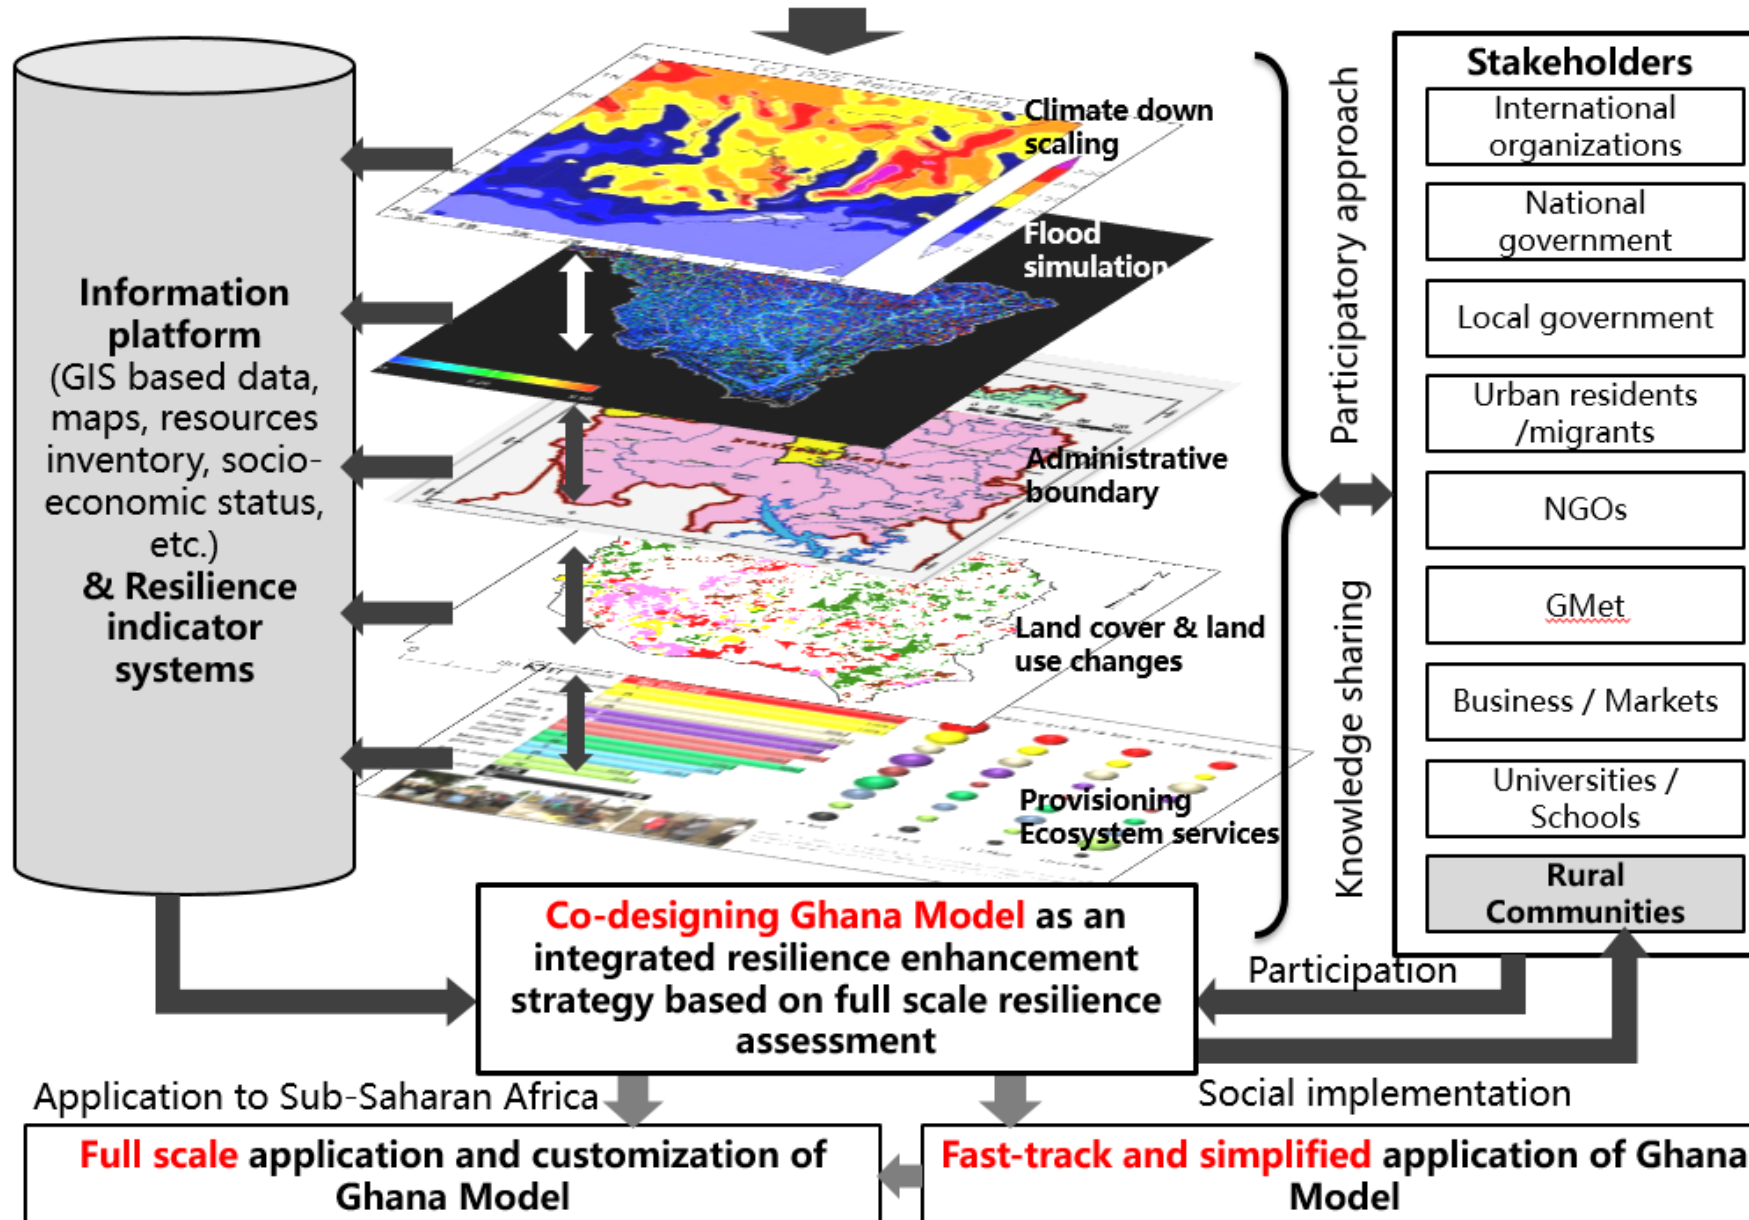 Information
platform
(GIS based data,
maps, resources
inventory, socio-
economic status,
etc.)
& Resilience
indicator
systems
Climate down
scaling
Flood
simulation
Administrative
boundary
Land cover & land
use changes
Provisioning
Ecosystem services
Participatory approach
Knowledge sharing
Stakeholders
International
organizations
National
government
Local government
Urban residents
/migrants
NGOs
GMet
Business / Markets
Universities /
Schools
Rural
Communities
Co-designing Ghana Model as an
integrated resilience enhancement
strategy based on full scale resilience
assessment
Participation
Social implementation
Application to Sub-Saharan Africa
Full scale application and customization of
Ghana Model
Fast-track and simplified application of Ghana
Model